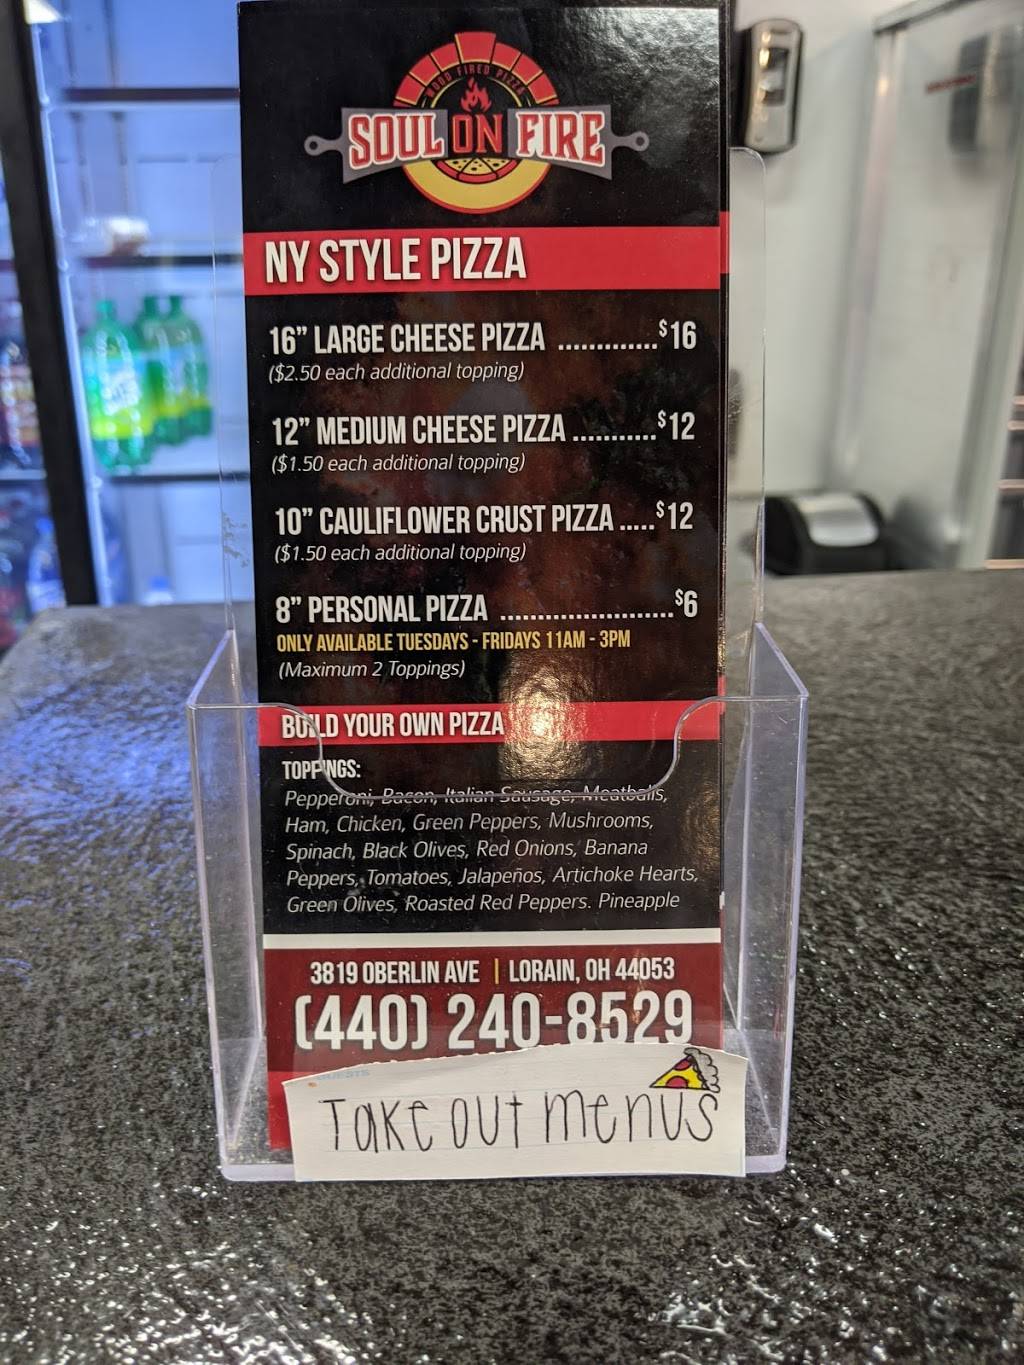 WOOD FIRED PIZZA
SOUL ON FIRE
NY STYLE PIZZA
16” LARGE CHEESE PIZZA .............$16
($2.50 each additional topping)
12” MEDIUM CHEESE PIZZA ...........$12
($1.50 each additional topping)
10” CAULIFLOWER CRUST PIZZA .....$12
($1.50 each additional topping)
8” PERSONAL PIZZA .......................$6
ONLY AVAILABLE TUESDAYS - FRIDAYS 11AM - 3PM
(Maximum 2 Toppings)
BUILD YOUR OWN PIZZA
TOPPINGS:
Pepperoni, Bacon, Italian Sausage, Meatballs,
Ham, Chicken, Green Peppers, Mushrooms,
Spinach, Black Olives, Red Onions, Banana
Peppers, Tomatoes, Jalapeños, Artichoke Hearts,
Green Olives, Roasted Red Peppers. Pineapple
3819 OBERLIN AVE | LORAIN, OH 44053
(440) 240-8529
GUESTS
Take out menus